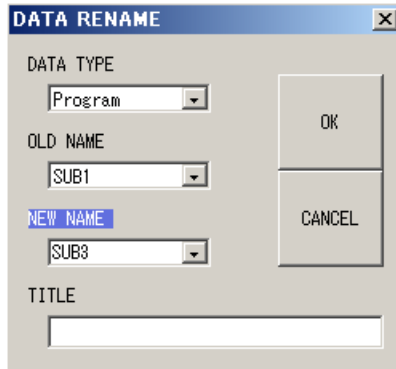 DATA RENAME
DATA TYPE
Program
OLD NAME
SUB1
NEW NAME
SUB3
TITLE
OK
CANCEL